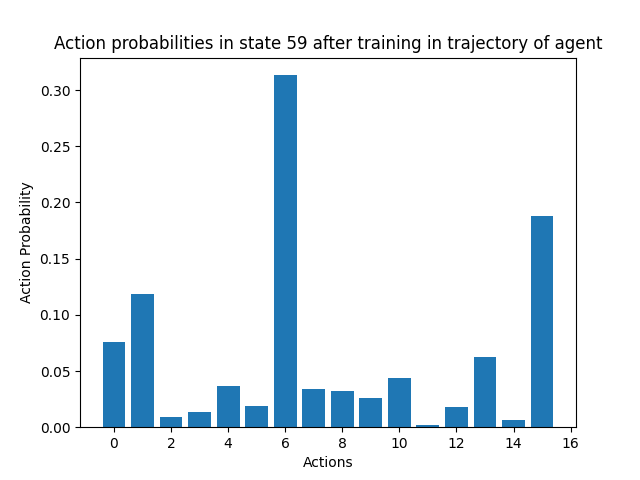 Action probabilities in state 59 after training in trajectory of agent
0.30
0.25
0.20
0.15
0.10
0.05
0.00
Action Probability
0 2 4 6 8 10 12 14 16
Actions